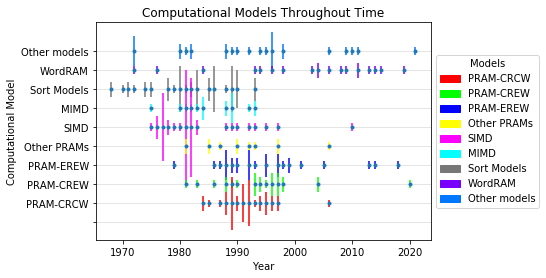 Computational Models Throughout Time
Computational Model
Other models
WordRAM
Sort Models
MIMD
SIMD
Other PRAMs
PRAM-EREW
PRAM-CREW
PRAM-CRCW
1970
1980
1990
2000
2010
2020
Year
Models
PRAM-CRCW
PRAM-CREW
PRAM-EREW
Other PRAMs
SIMD
MIMD
Sort Models
WordRAM
Other models